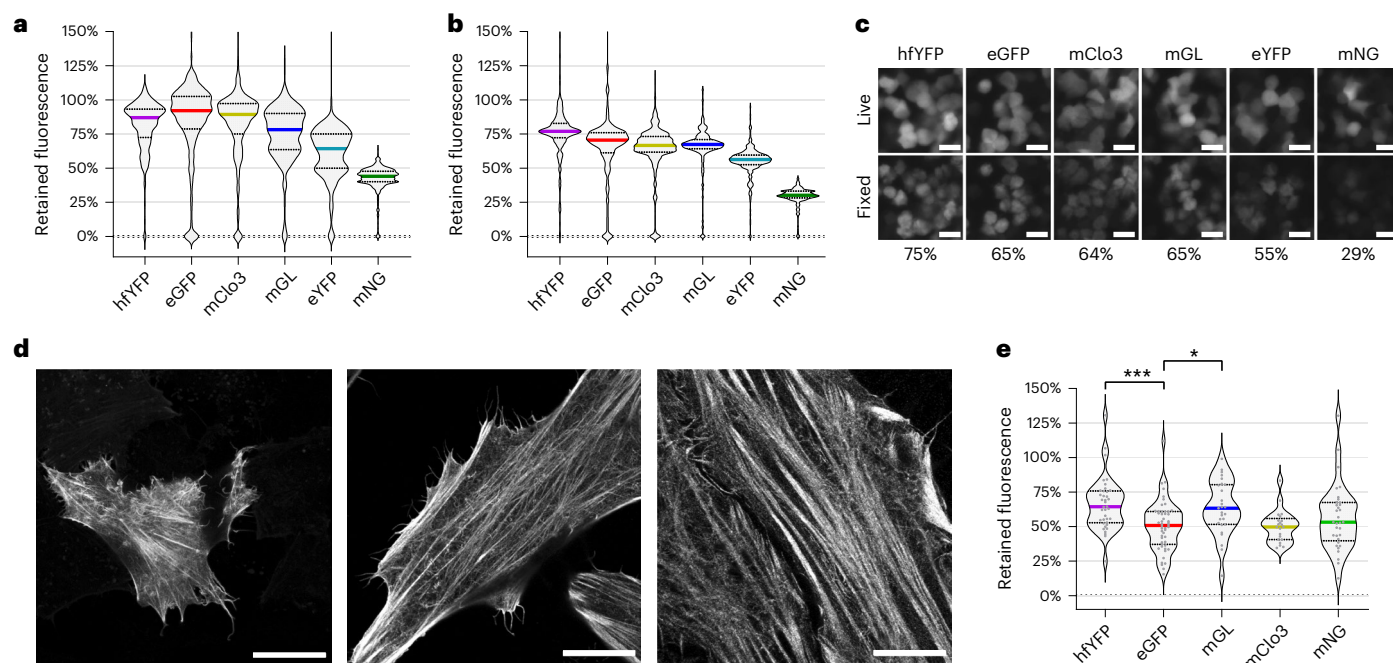 a
150%
125%
100%
75%
50%
25%
0%
Retained fluorescence
hfYFP
eGFP
mClo3
mGL
eYFP
mNG
b
150%
125%
100%
75%
50%
25%
0%
Retained fluorescence
hfYFP
eGFP
mClo3
mGL
eYFP
mNG
c
hfYFP eGFP mClo3 mGL eYFP mNG
Live
Fixed
75% 65% 64% 65% 55% 29%
d
e
*
***
150%
125%
100%
75%
50%
25%
0%
Retained fluorescence
hfYFP
eGFP
mGL
mClo3
mNG